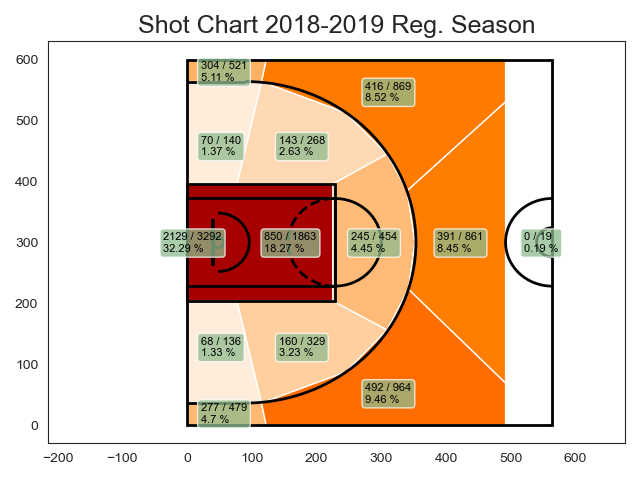 Shot Chart 2018-2019 Reg. Season
600
500
400
300
200
100
0
304 / 521
5.11 %
416 / 869
8.52 %
70 / 140
1.37 %
143 / 268
2.63 %
2129 / 3292
32.29 %
850 / 1863
18.27 %
245 / 454
4.45 %
391 / 861
8.45 %
0 / 19
0.19 %
68 / 136
1.33 %
160 / 329
3.23 %
492 / 964
9.46 %
277 / 479
4.7 %
−200
−100
0
100
200
300
400
500
600